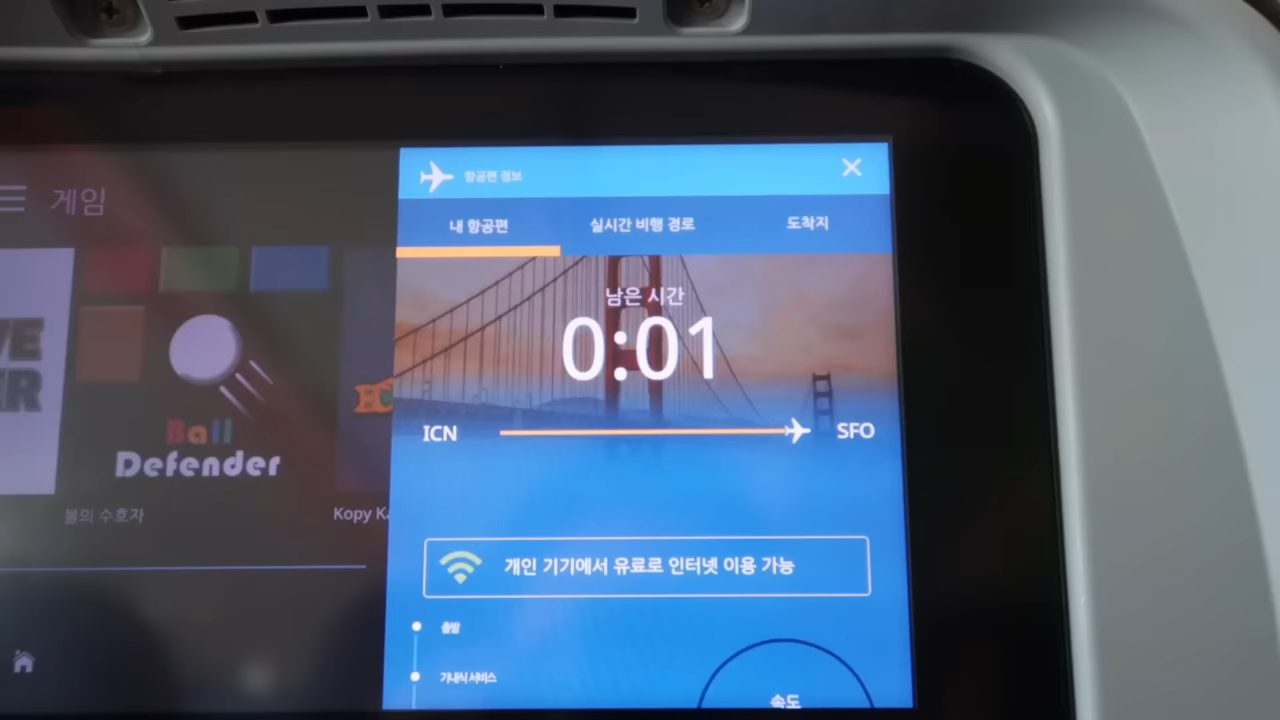 항공편 정보
내 항공편
실시간 비행 경로
도착지
남은 시간
0:01
ICN
SFO
개인 기기에서 유료로 인터넷 이용 가능
출발
기내식 서비스
속도
게임
Ball
Defender
볼의 수호자
Kopy